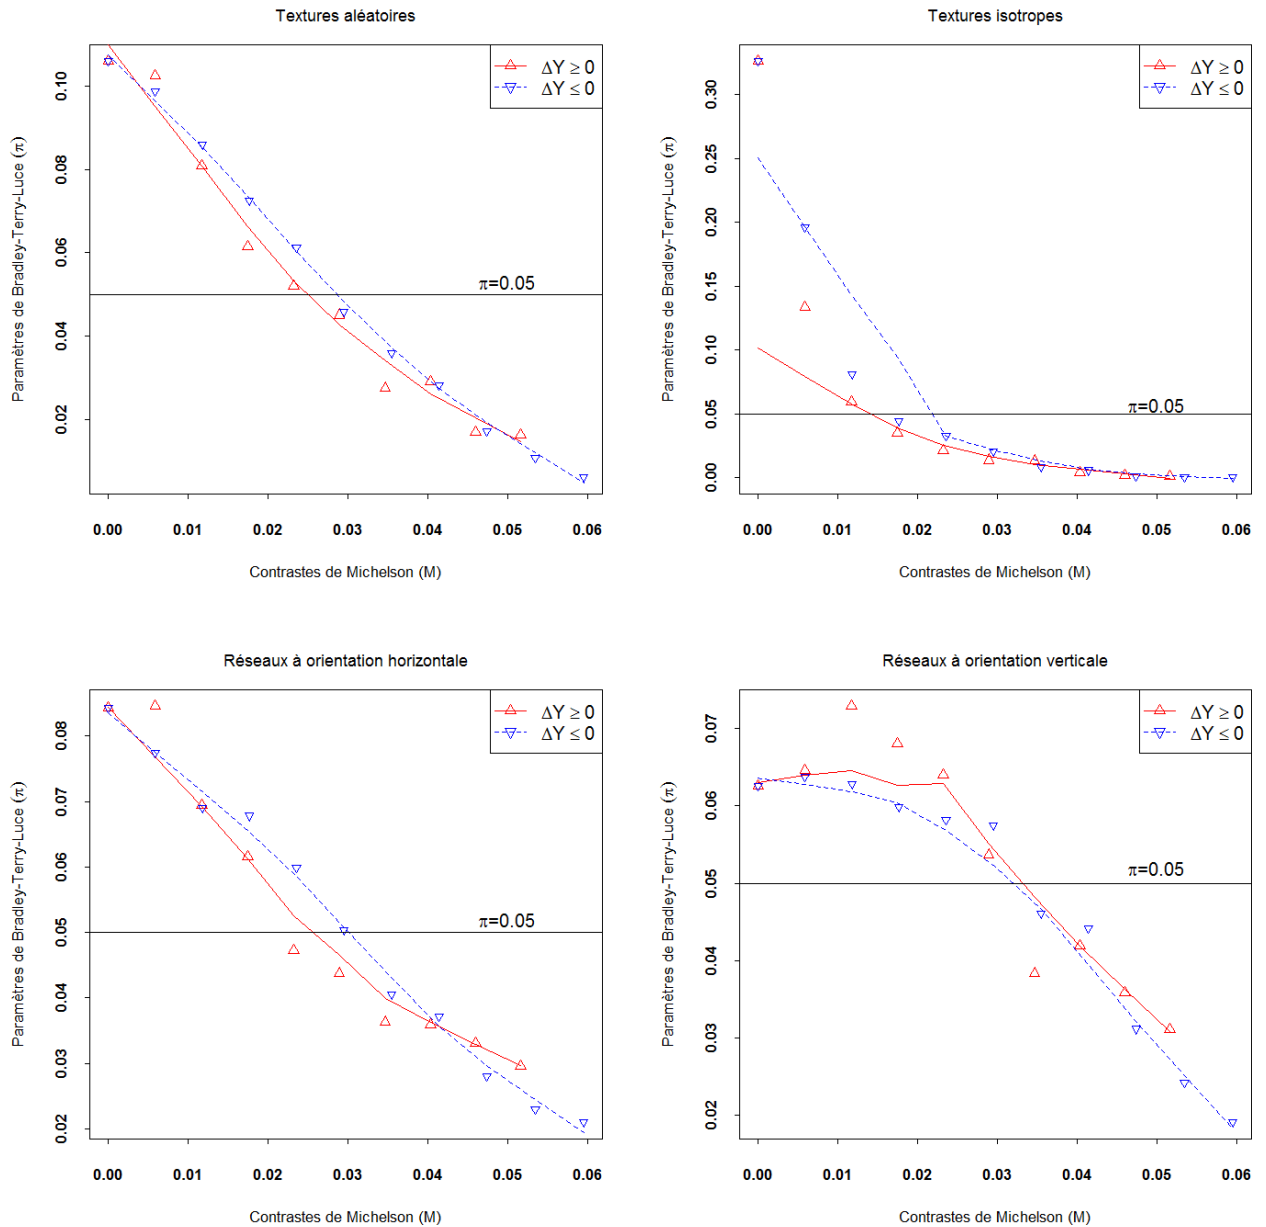 Textures aléatoires
ΔY ≥ 0
ΔY ≤ 0
π=0.05
Paramètres de Bradley-Terry-Luce (π)
0.10
0.08
0.06
0.04
0.02
0.00 0.01 0.02 0.03 0.04 0.05 0.06
Contrastes de Michelson (M)
Textures isotropes
ΔY ≥ 0
ΔY ≤ 0
π=0.05
Paramètres de Bradley-Terry-Luce (π)
0.30
0.25
0.20
0.15
0.10
0.05
0.00
0.00 0.01 0.02 0.03 0.04 0.05 0.06
Contrastes de Michelson (M)
Réseaux à orientation horizontale
ΔY ≥ 0
ΔY ≤ 0
π=0.05
Paramètres de Bradley-Terry-Luce (π)
0.08
0.07
0.06
0.05
0.04
0.03
0.02
0.00 0.01 0.02 0.03 0.04 0.05 0.06
Contrastes de Michelson (M)
Réseaux à orientation verticale
ΔY ≥ 0
ΔY ≤ 0
π=0.05
Paramètres de Bradley-Terry-Luce (π)
0.07
0.06
0.05
0.04
0.03
0.02
0.00 0.01 0.02 0.03 0.04 0.05 0.06
Contrastes de Michelson (M)